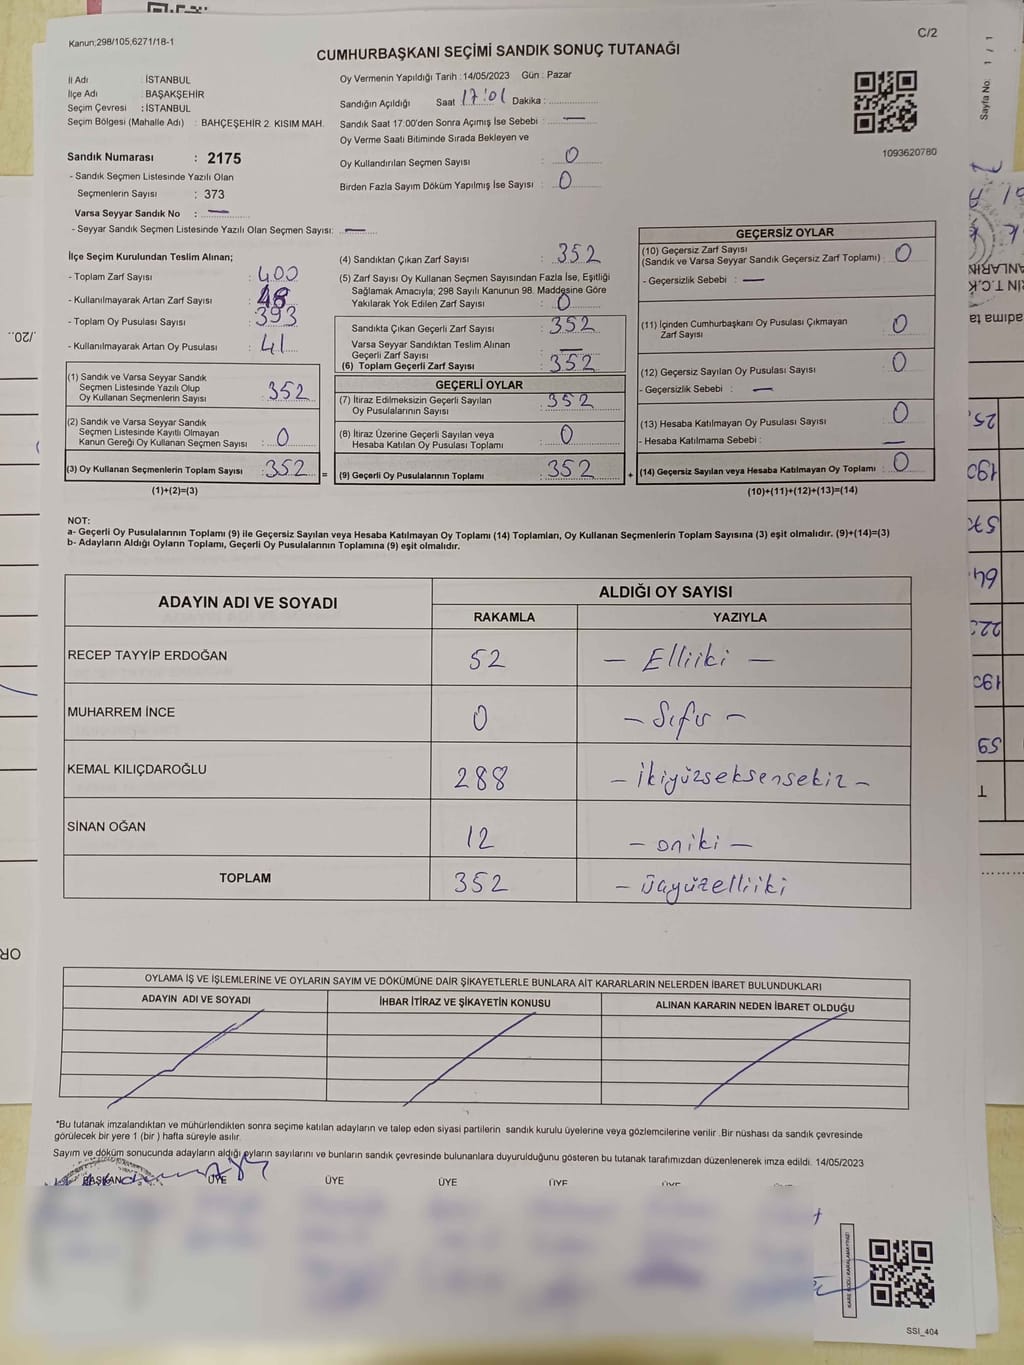 Kanun;298/105;6271/18-1
C/2
CUMHURBAŞKANI SEÇİMİ SANDIK SONUÇ TUTANAĞI
İl Adı : İSTANBUL
İlçe Adı : BAŞAKŞEHİR
Seçim Çevresi : İSTANBUL
Seçim Bölgesi (Mahalle Adı) : BAHÇEŞEHİR 2. KISIM MAH.
Sandık Numarası : 2175
- Sandık Seçmen Listesinde Yazılı Olan
Seçmenlerin Sayısı : 373
Varsa Seyyar Sandık No : —
- Seyyar Sandık Seçmen Listesinde Yazılı Olan Seçmen Sayısı: —
Oy Vermenin Yapıldığı Tarih : 14/05/2023 Gün : Pazar
Sandığın Açıldığı Saat 17:01 Dakika :
Sandık Saat 17:00'den Sonra Açımış İse Sebebi : —
Oy Verme Saati Bitiminde Sırada Bekleyen ve
Oy Kullandırılan Seçmen Sayısı : 0
Birden Fazla Sayım Döküm Yapılmış İse Sayısı : 0
1093620780
Sayfa No: 1 / 1
İlçe Seçim Kurulundan Teslim Alınan;
- Toplam Zarf Sayısı : 400
- Kullanılmayarak Artan Zarf Sayısı : 48
- Toplam Oy Pusulası Sayısı : 393
- Kullanılmayarak Artan Oy Pusulası : 41
(1) Sandık ve Varsa Seyyar Sandık
Seçmen Listesinde Yazılı Olup
Oy Kullanan Seçmenlerin Sayısı : 352
(2) Sandık ve Varsa Seyyar Sandık
Seçmen Listesinde Kayıtlı Olmayan
Kanun Gereği Oy Kullanan Seçmen Sayısı : 0
(3) Oy Kullanan Seçmenlerin Toplam Sayısı : 352 =
(1)+(2)=(3)
(4) Sandıktan Çıkan Zarf Sayısı : 352
(5) Zarf Sayısı Oy Kullanan Seçmen Sayısından Fazla İse, Eşitliği
Sağlamak Amacıyla; 298 Sayılı Kanunun 98. Maddesine Göre
Yakılarak Yok Edilen Zarf Sayısı : 0
Sandıkta Çıkan Geçerli Zarf Sayısı : 352
Varsa Seyyar Sandıktan Teslim Alınan
Geçerli Zarf Sayısı : —
(6) Toplam Geçerli Zarf Sayısı : 352
GEÇERLİ OYLAR
(7) İtiraz Edilmeksizin Geçerli Sayılan
Oy Pusulalarının Sayısı : 352
(8) İtiraz Üzerine Geçerli Sayılan veya
Hesaba Katılan Oy Pusulası Toplamı : 0
(9) Geçerli Oy Pusulalarının Toplamı : 352 +
GEÇERSİZ OYLAR
(10) Geçersiz Zarf Sayısı
(Sandık ve Varsa Seyyar Sandık Geçersiz Zarf Toplamı) : 0
- Geçersizlik Sebebi : —
(11) İçinden Cumhurbaşkanı Oy Pusulası Çıkmayan
Zarf Sayısı : 0
(12) Geçersiz Sayılan Oy Pusulası Sayısı : 0
- Geçersizlik Sebebi : —
(13) Hesaba Katılmayan Oy Pusulası Sayısı : 0
- Hesaba Katılmama Sebebi : —
(14) Geçersiz Sayılan veya Hesaba Katılmayan Oy Toplamı : 0
(10)+(11)+(12)+(13)=(14)
NOT:
a- Geçerli Oy Pusulalarının Toplamı (9) ile Geçersiz Sayılan veya Hesaba Katılmayan Oy Toplamı (14) Toplamları, Oy Kullanan Seçmenlerin Toplam Sayısına (3) eşit olmalıdır. (9)+(14)=(3)
b- Adayların Aldığı Oyların Toplamı, Geçerli Oy Pusulalarının Toplamına (9) eşit olmalıdır.
ADAYIN ADI VE SOYADI
ALDIĞI OY SAYISI
RAKAMLA YAZIYLA
RECEP TAYYİP ERDOĞAN 52 — Elliiki —
MUHARREM İNCE 0 — Sıfır —
KEMAL KILIÇDAROĞLU 288 — İkiyüzseksensekiz —
SİNAN OĞAN 12 — oniki —
TOPLAM 352 — Üçyüzelliiki
OYLAMA İŞ VE İŞLEMLERİNE VE OYLARIN SAYIM VE DÖKÜMÜNE DAİR ŞİKAYETLERLE BUNLARA AİT KARARLARIN NELERDEN İBARET BULUNDUKLARI
ADAYIN ADI VE SOYADI İHBAR İTİRAZ VE ŞİKAYETİN KONUSU ALINAN KARARIN NEDEN İBARET OLDUĞU
*Bu tutanak imzalandıktan ve mühürlendikten sonra seçime katılan adayların ve talep eden siyasi partilerin sandık kurulu üyelerine veya gözlemcilerine verilir .Bir nüshası da sandık çevresinde
görülecek bir yere 1 (bir ) hafta süreyle asılır.
Sayım ve döküm sonucunda adayların aldığı oyların sayılarını ve bunların sandık çevresinde bulunanlara duyurulduğunu gösteren bu tutanak tarafımızdan düzenlenerek imza edildi. 14/05/2023
BAŞKAN ÜYE ÜYE ÜYE ÜYE ÜYE
SSI_404